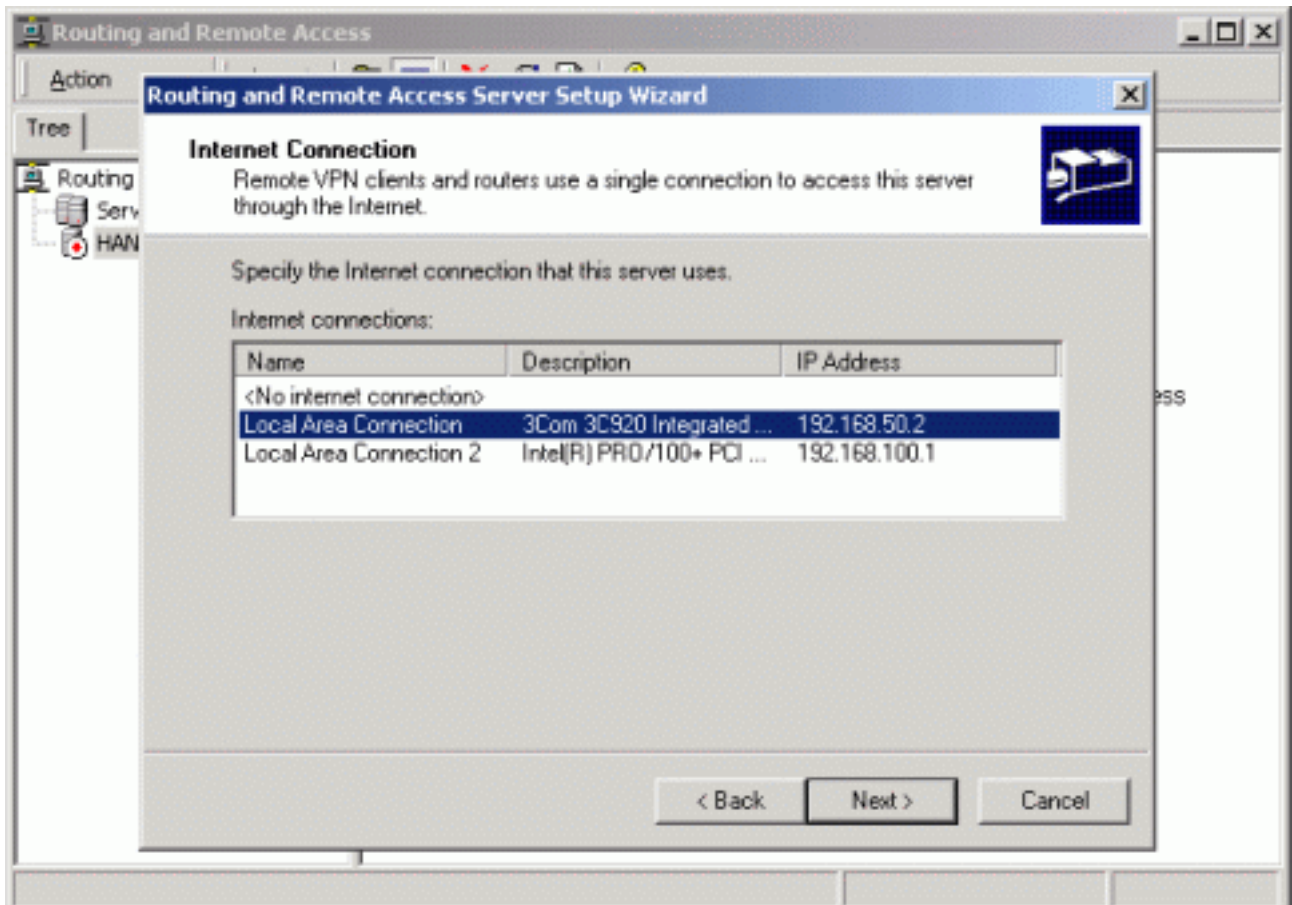 Routing and Remote Access
Action
Tree
Routing
Serv
HAN
Routing and Remote Access Server Setup Wizard
Internet Connection
Remote VPN clients and routers use a single connection to access this server
through the Internet.
Specify the Internet connection that this server uses.
Internet connections:
Name Description IP Address
<No internet connection>
Local Area Connection 3Com 3C920 Integrated ... 192.168.50.2
Local Area Connection 2 Intel(R) PRO/100+ PCI ... 192.168.100.1
ess
< Back Next > Cancel